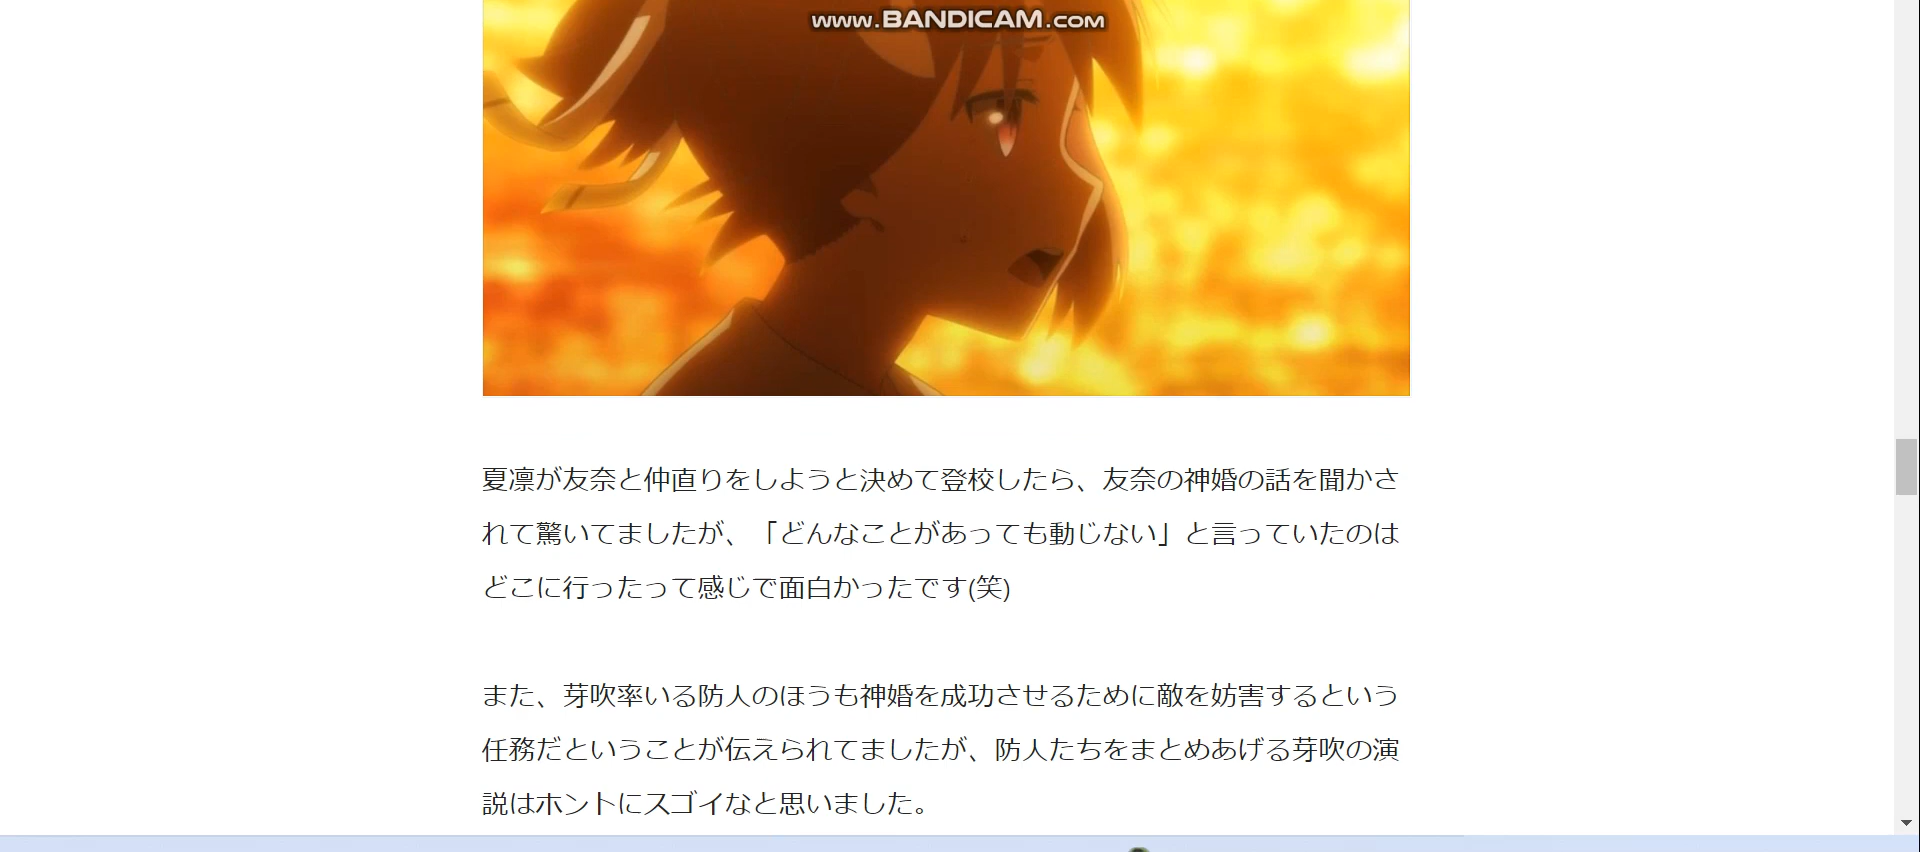 www.BANDICAM.com
夏凛が友奈と仲直りをしようと決めて登校したら、友奈の神婚の話を聞かさ
れて驚いてましたが、「どんなことがあっても動じない」と言っていたのは
どこに行ったって感じで面白かったです(笑)
また、芽吹率いる防人のほうも神婚を成功させるために敵を妨害するという
任務だということが伝えられてましたが、防人たちをまとめあげる芽吹の演
説はホントにスゴイなと思いました。